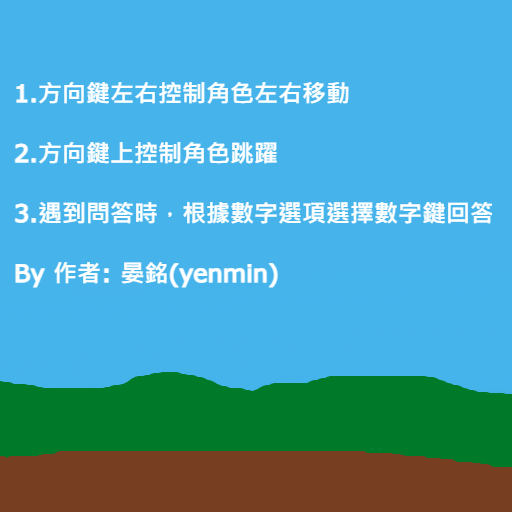 1.方向鍵左右控制角色左右移動
2.方向鍵上控制角色跳躍
3.遇到問答時，根據數字選項選擇數字鍵回答
By 作者: 晏銘(yenmin)